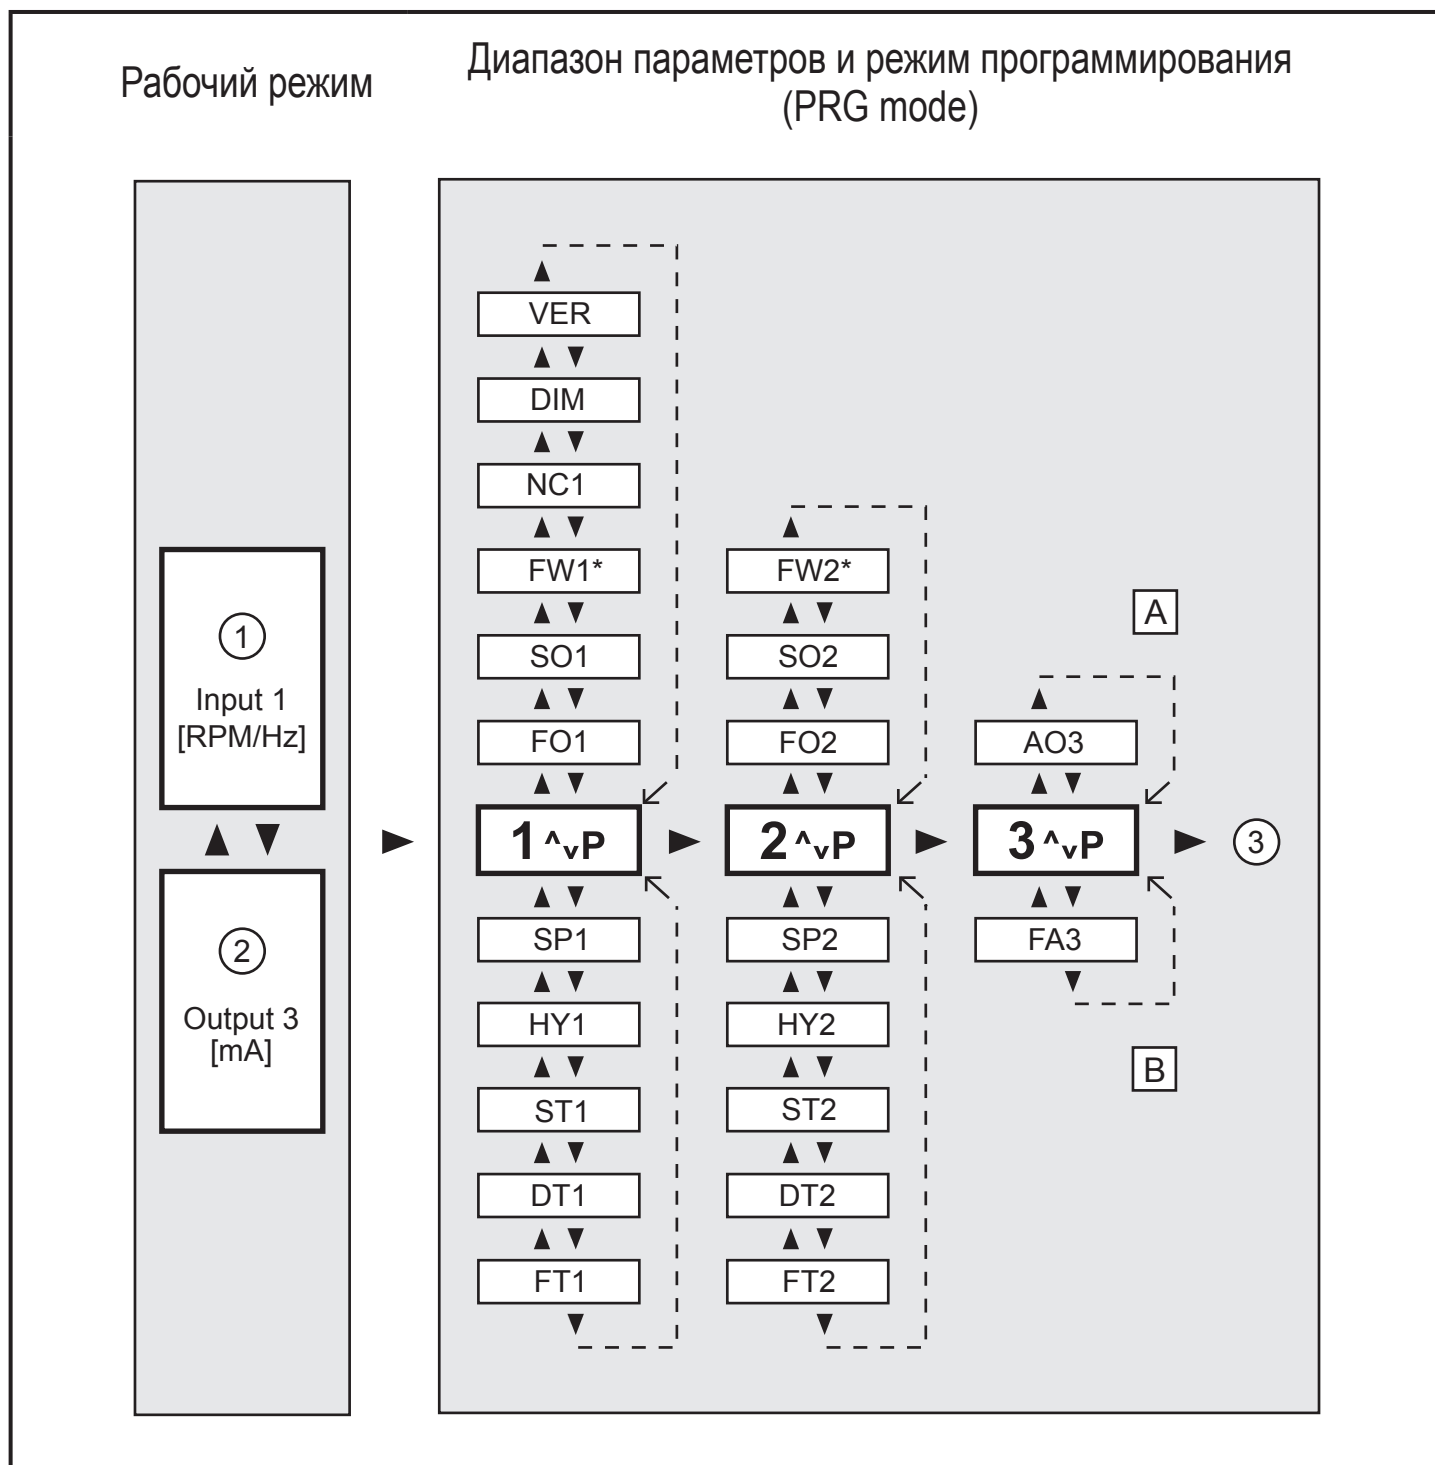 Рабочий режим
Диапазон параметров и режим программирования
(PRG mode)
1
Input 1
[RPM/Hz]
2
Output 3
[mA]
VER
DIM
NC1
FW1*
SO1
FO1
1^vP
SP1
HY1
ST1
DT1
FT1
FW2*
SO2
FO2
2^vP
SP2
HY2
ST2
DT2
FT2
A
AO3
3^vP
FA3
B
3